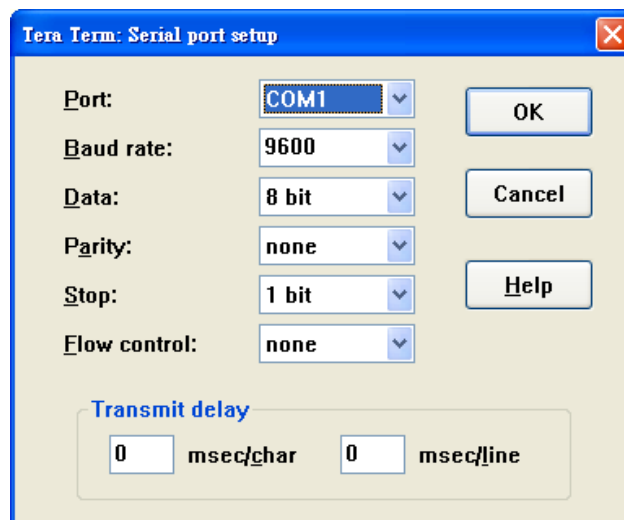 Tera Term: Serial port setup
Port: COM1
OK
Baud rate: 9600
Data: 8 bit
Cancel
Parity: none
Stop: 1 bit
Help
Flow control: none
Transmit delay
0 msec/char 0 msec/line